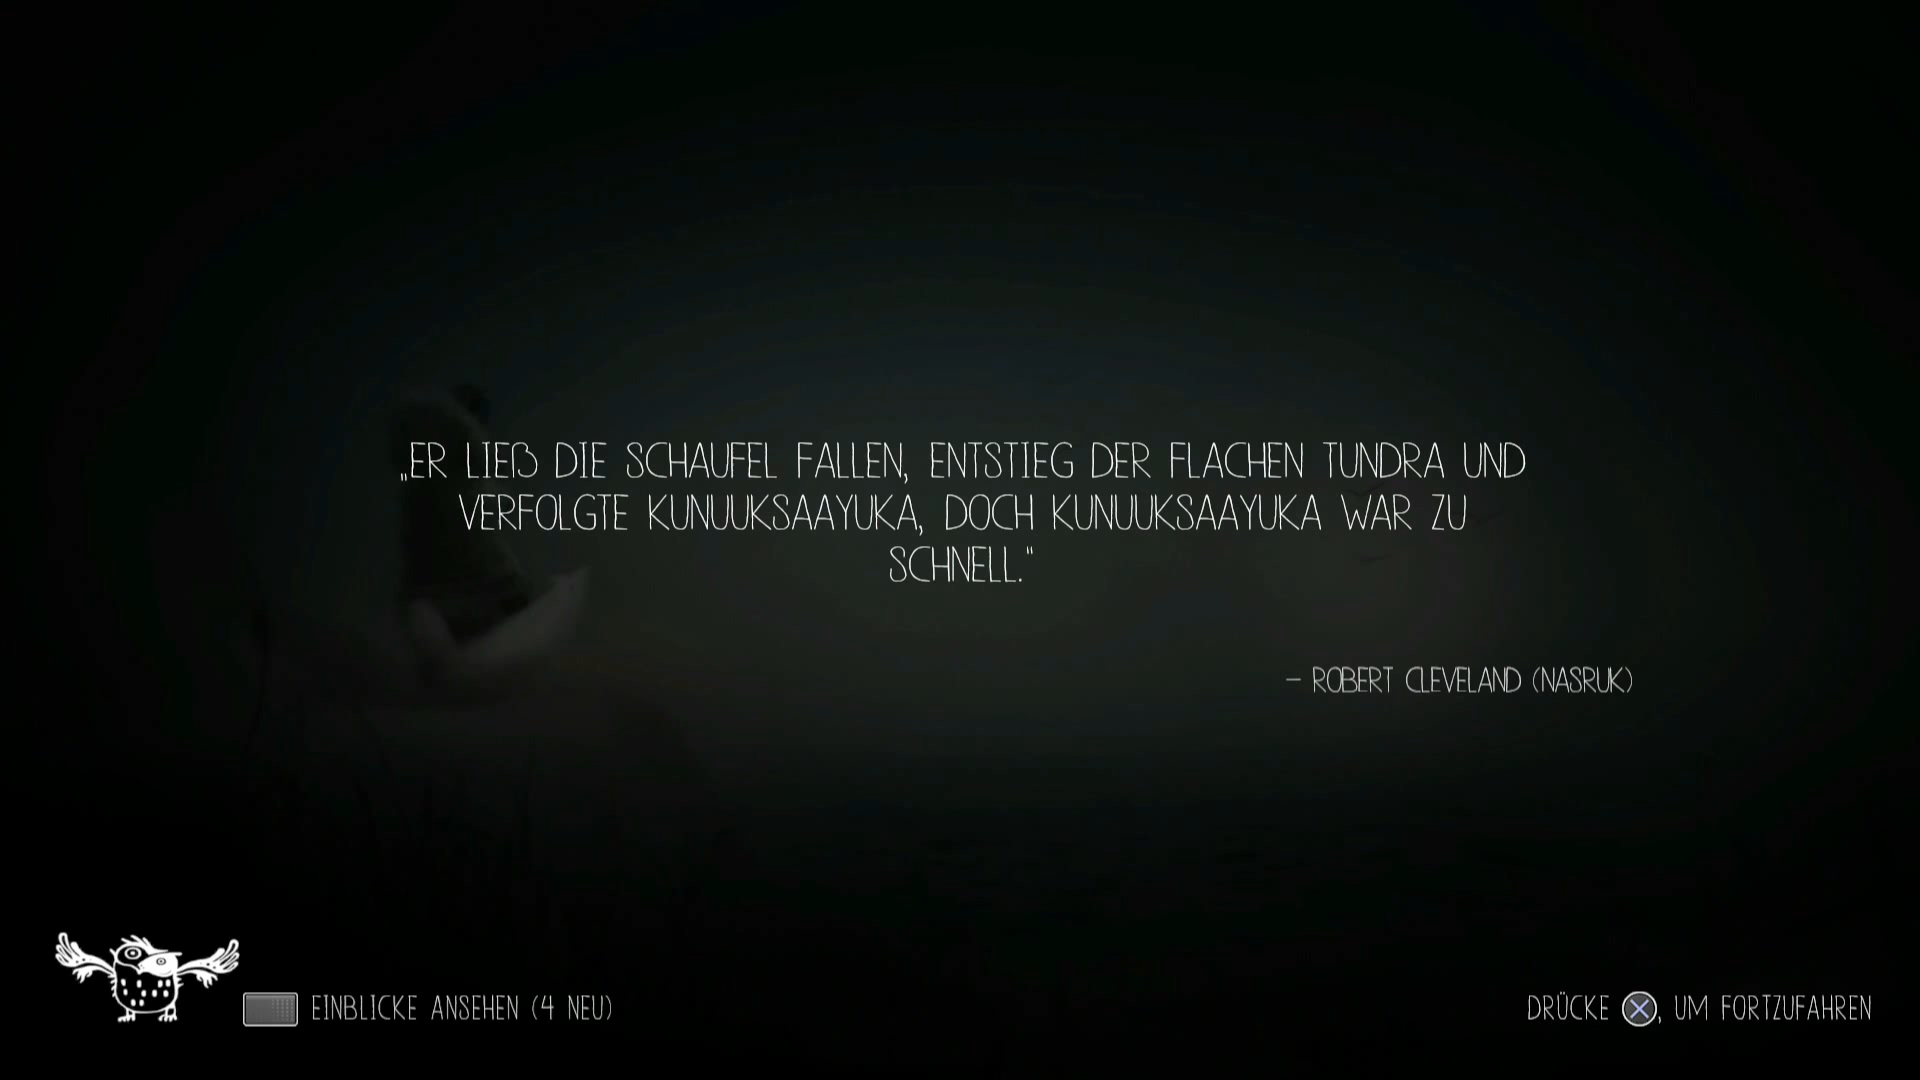 „ER LIEẞ DIE SCHAUFEL FALLEN, ENTSTIEG DER FLACHEN TUNDRA UND
VERFOLGTE KUNUUKSAAYUKA, DOCH KUNUUKSAAYUKA WAR ZU
SCHNELL.“
– ROBERT CLEVELAND (NASRUK)
EINBLICKE ANSEHEN (4 NEU)
DRÜCKE , UM FORTZUFAHREN